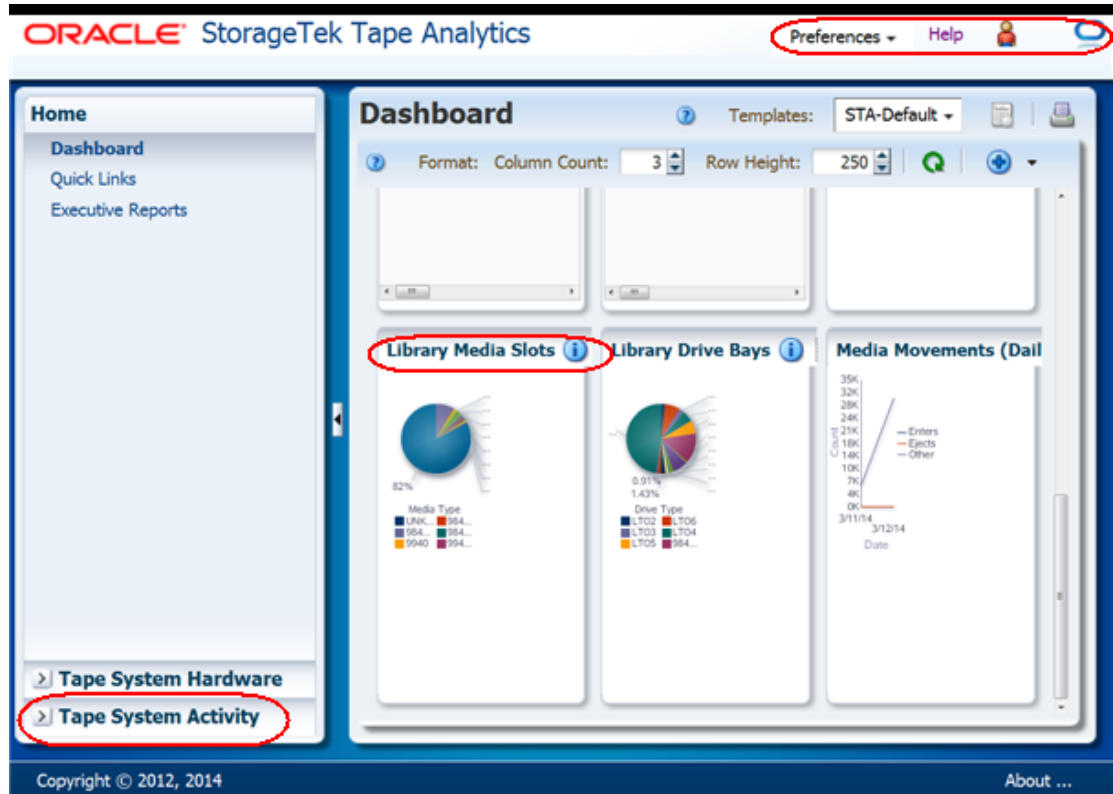 ORACLE® StorageTek Tape Analytics
Preferences Help
Home
Dashboard
Quick Links
Executive Reports
Tape System Hardware
Tape System Activity
Dashboard Templates: STA-Default
Format: Column Count: 3 Row Height: 250
Library Media Slots
82%
Media Type
UNK... 984...
984... 984...
9940 994...
Library Drive Bays
0.91%
1.43%
Drive Type
LTO2 LTO6
LTO3 LTO4
LTO5 984...
Media Movements (Dail
35K
32K
28K
24K
21K
18K
14K
10K
7K
4K
0K
Count
Enters
Ejects
Other
3/11/14
3/12/14
Date
Copyright © 2012, 2014 About ...